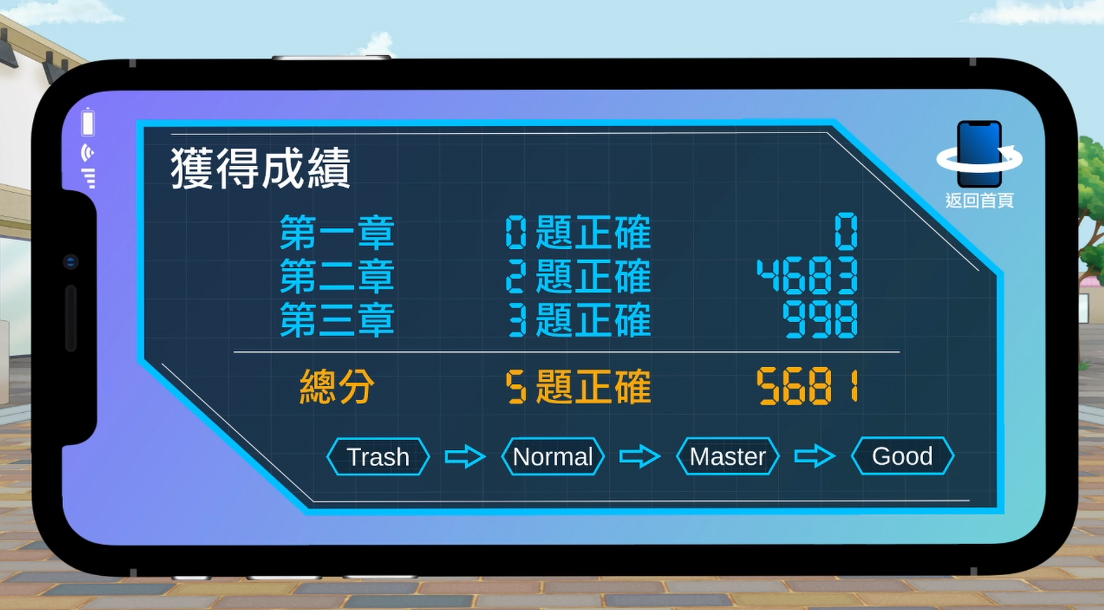 獲得成績
返回首頁
第一章 0 題正確 0
第二章 2 題正確 4683
第三章 3 題正確 998
總分 5 題正確 5681
Trash Normal Master Good